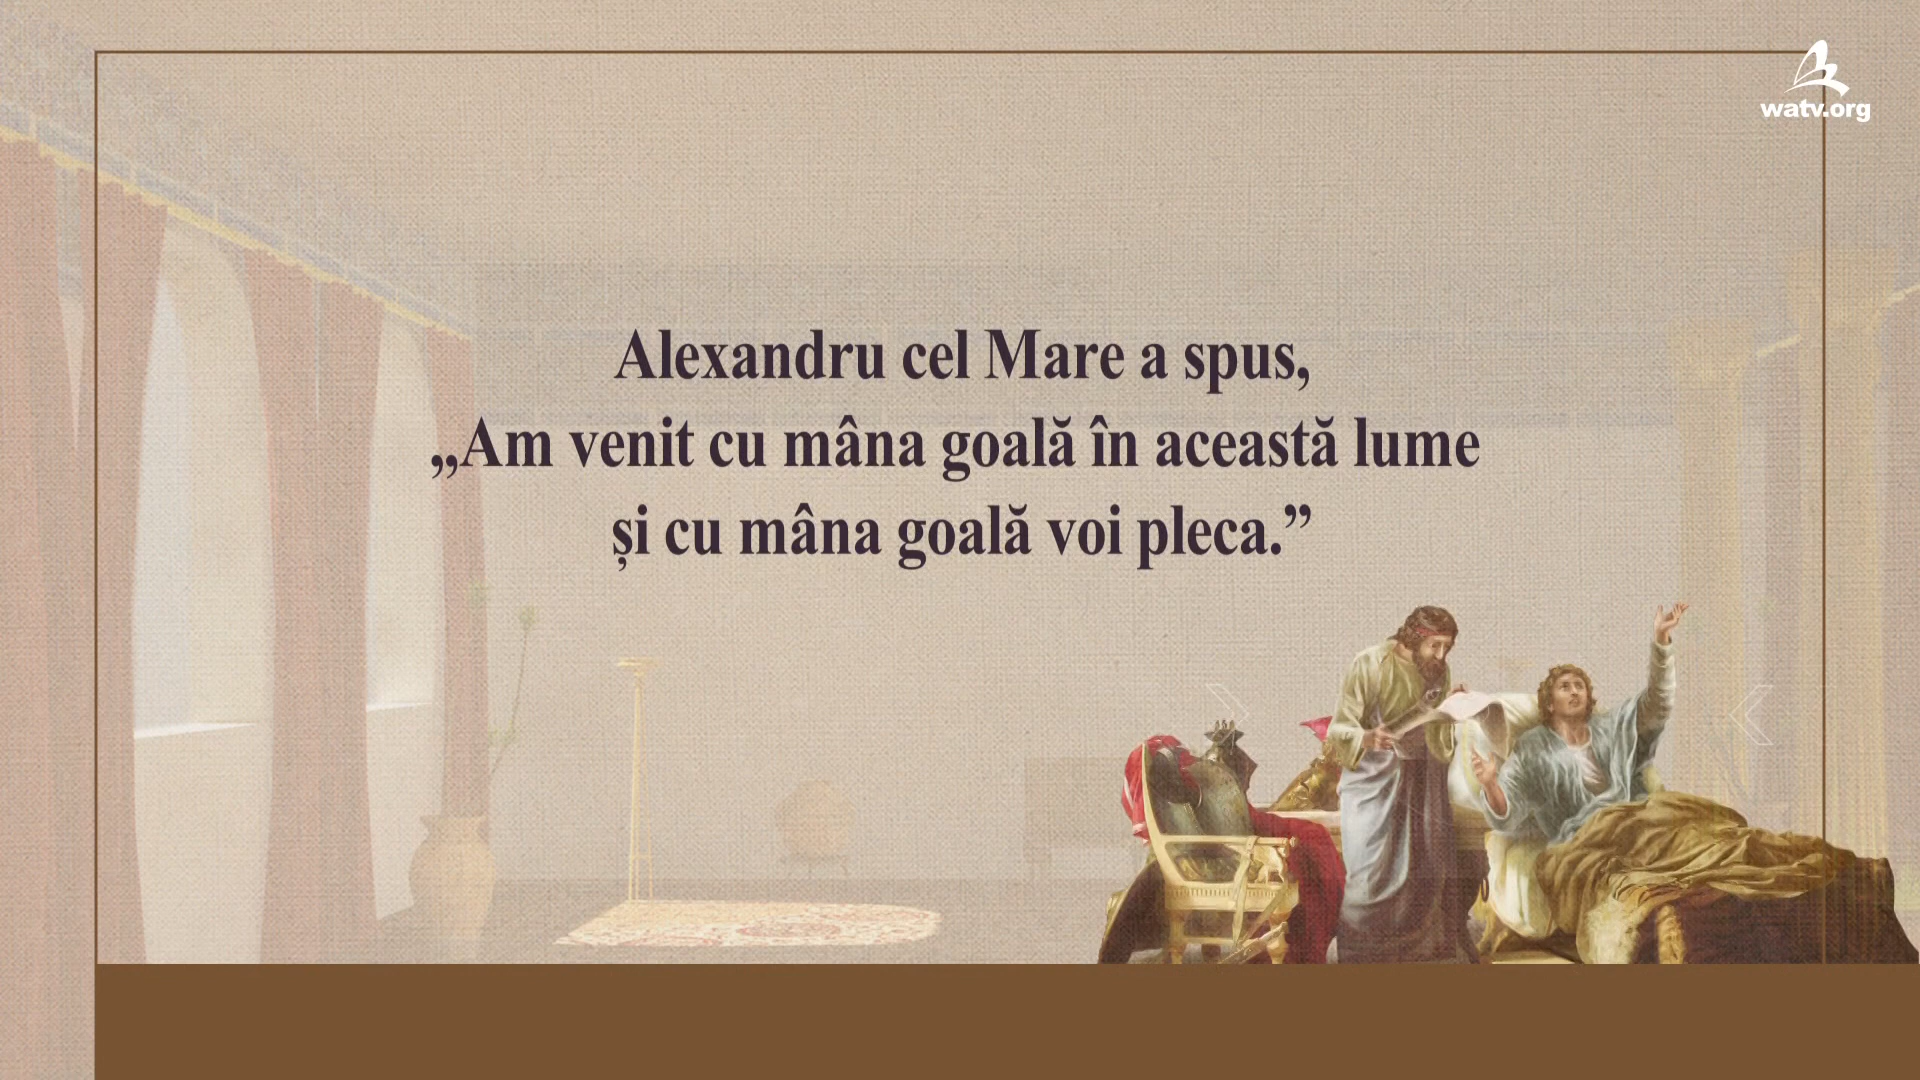 watv.org
Alexandru cel Mare a spus,
„Am venit cu mâna goală în această lume
și cu mâna goală voi pleca.”